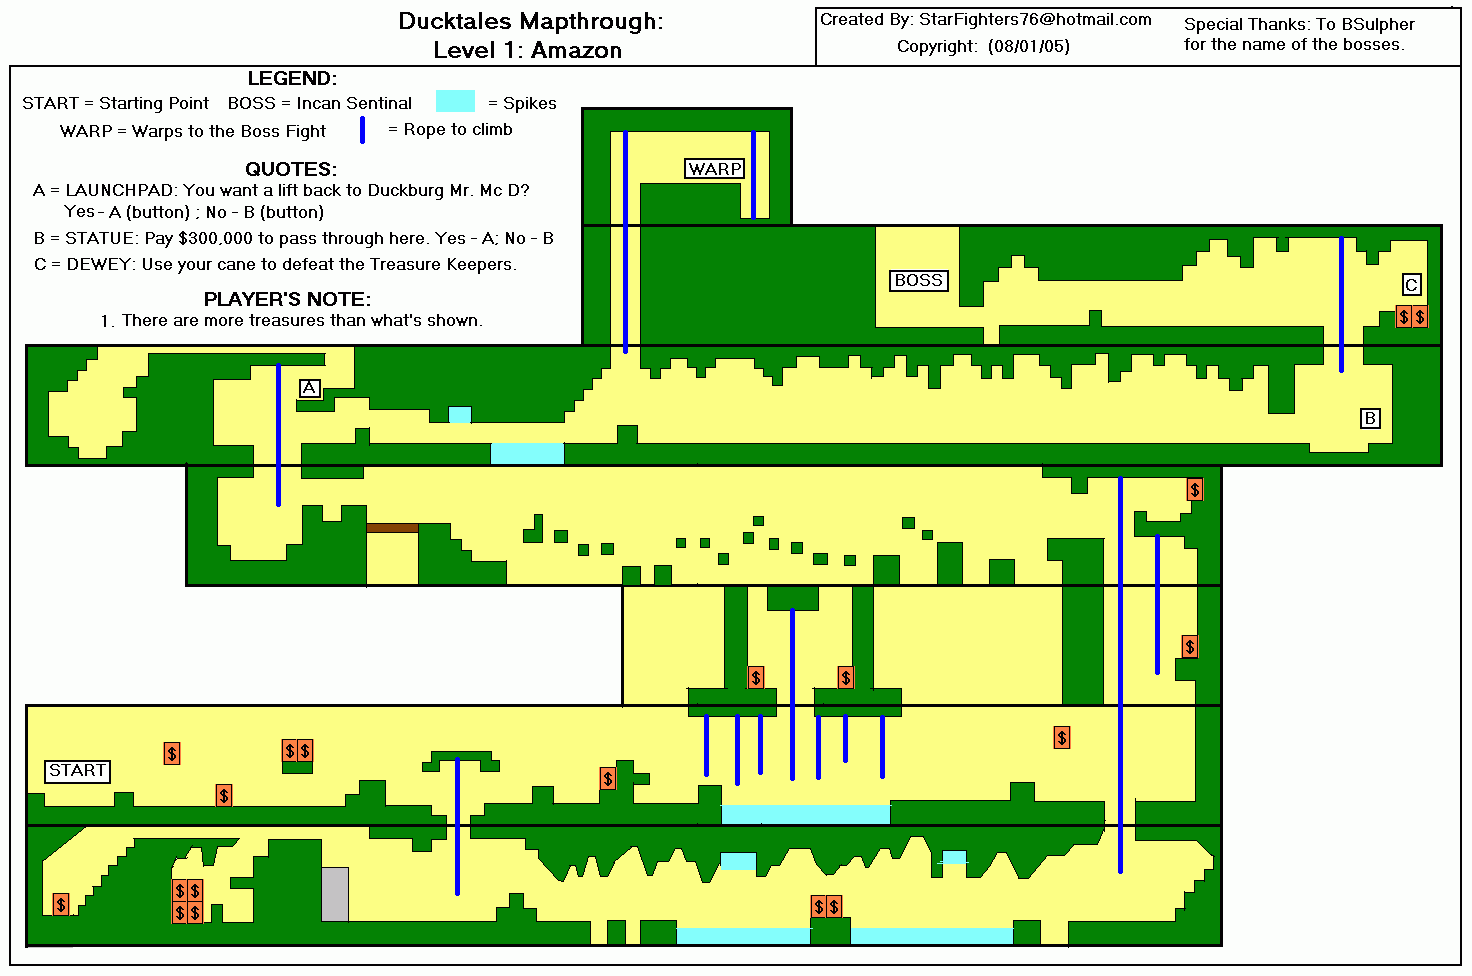 Ducktales Mapthrough:
Level 1: Amazon
Created By: StarFighters76@hotmail.com
Copyright: (08/01/05)
Special Thanks: To BSulpher
for the name of the bosses.
LEGEND:
START = Starting Point BOSS = Incan Sentinal = Spikes
WARP = Warps to the Boss Fight = Rope to climb
QUOTES:
A = LAUNCHPAD: You want a lift back to Duckburg Mr. Mc D?
Yes - A (button) ; No - B (button)
B = STATUE: Pay $300,000 to pass through here. Yes - A; No - B
C = DEWEY: Use your cane to defeat the Treasure Keepers.
PLAYER'S NOTE:
1. There are more treasures than what's shown.
WARP
BOSS
C
$ $
A
B
$
$
$ $
$
START
$
$ $
$
$
$
$ $
$ $
$ $